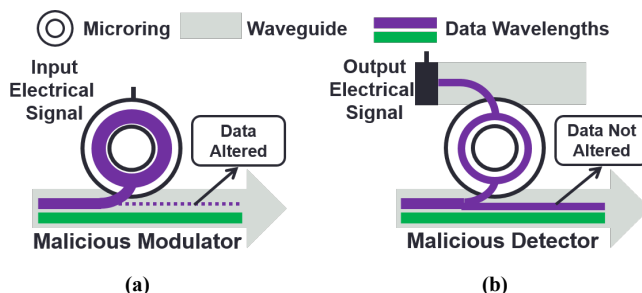 Microring
Waveguide
Data Wavelengths
Input
Electrical
Signal
Data
Altered
Malicious Modulator
(a)
Output
Electrical
Signal
Data Not
Altered
Malicious Detector
(b)